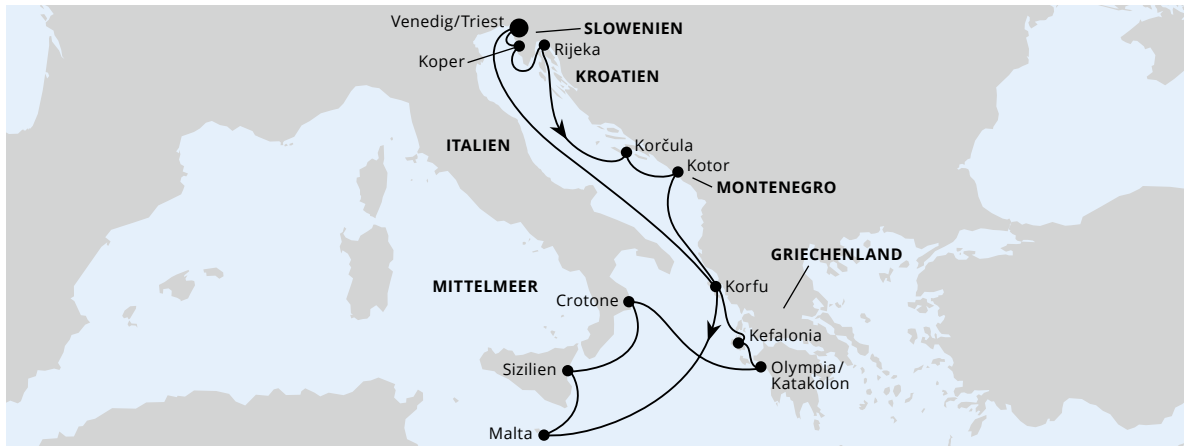 Venedig/Triest
SLOWENIEN
Koper
Rijeka
KROATIEN
ITALIEN
Korčula
Kotor
MONTENEGRO
GRIECHENLAND
MITTELMEER
Korfu
Crotone
Kefalonia
Sizilien
Olympia/
Katakolon
Malta